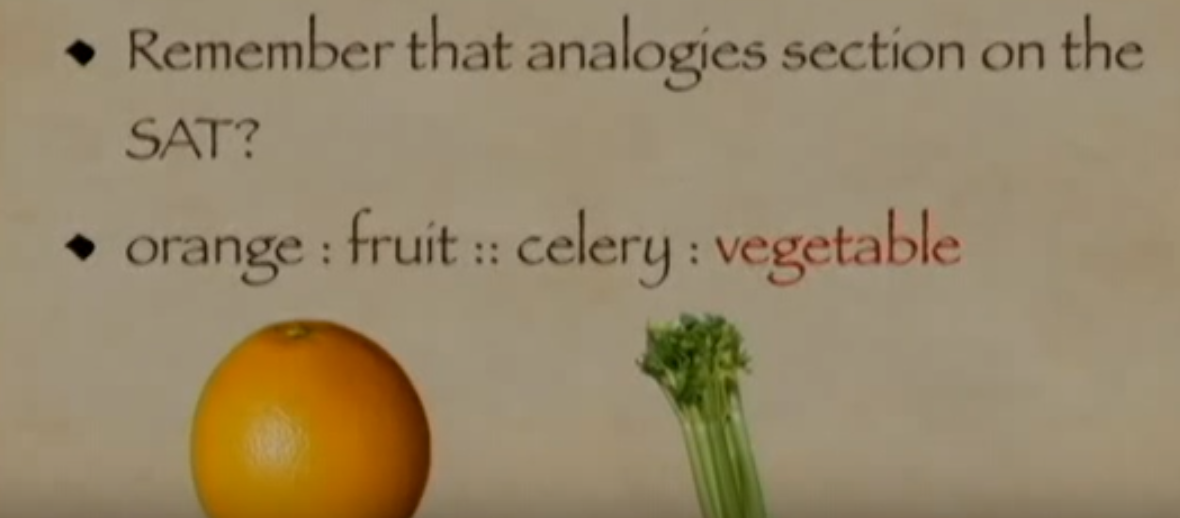 ◆ Remember that analogies section on the
SAT?
◆ orange : fruit :: celery : vegetable